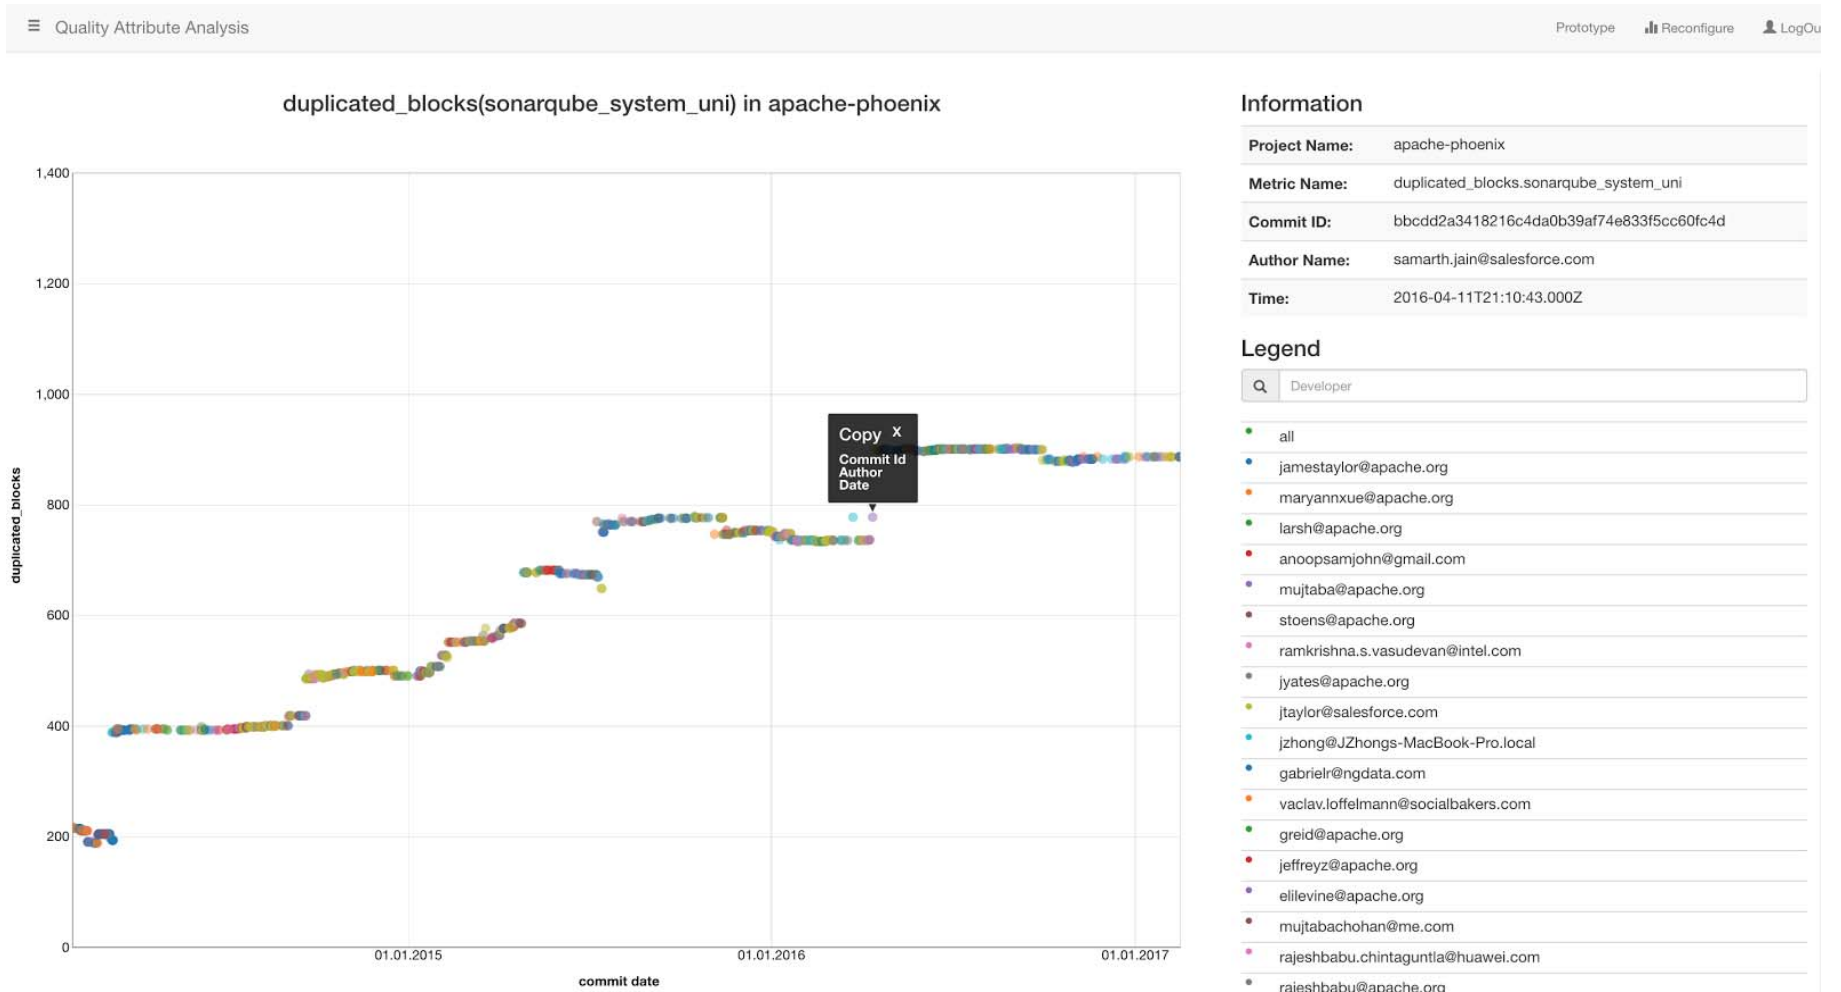 Quality Attribute Analysis
Prototype
Reconfigure
LogOu
duplicated_blocks(sonarqube_system_uni) in apache-phoenix
1,400
1,200
1,000
800
600
400
200
0
duplicated_blocks
01.01.2015
01.01.2016
01.01.2017
commit date
Copy X
Commit Id
Author
Date
Information
Project Name: apache-phoenix
Metric Name: duplicated_blocks.sonarqube_system_uni
Commit ID: bbcdd2a3418216c4da0b39af74e833f5cc60fc4d
Author Name: samarth.jain@salesforce.com
Time: 2016-04-11T21:10:43.000Z
Legend
Developer
all
jamestaylor@apache.org
maryannxue@apache.org
larsh@apache.org
anoopsamjohn@gmail.com
mujtaba@apache.org
stoens@apache.org
ramkrishna.s.vasudevan@intel.com
jyates@apache.org
jtaylor@salesforce.com
jzhong@JZhongs-MacBook-Pro.local
gabrielr@ngdata.com
vaclav.loffelmann@socialbakers.com
greid@apache.org
jeffreyz@apache.org
elilevine@apache.org
mujtabachohan@me.com
rajeshbabu.chintaguntla@huawei.com
rajeshbabu@apache.org